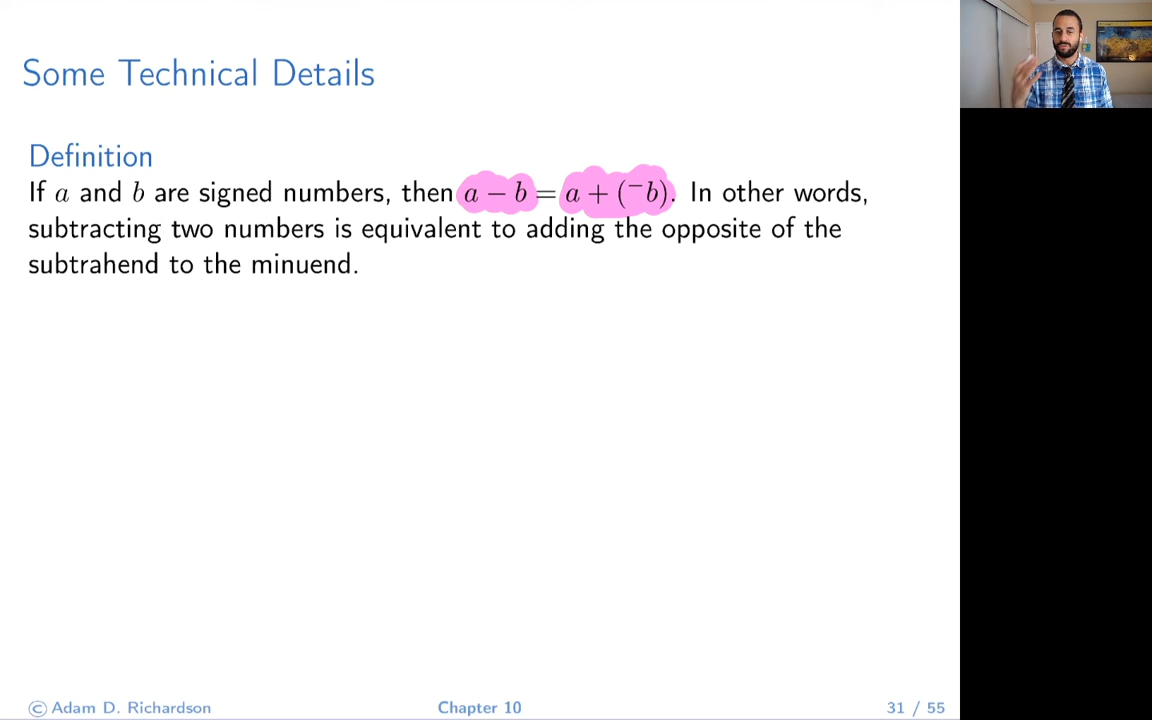 Some Technical Details
Definition
If a and b are signed numbers, then a − b = a + (⁻b). In other words,
subtracting two numbers is equivalent to adding the opposite of the
subtrahend to the minuend.
© Adam D. Richardson
Chapter 10
31 / 55